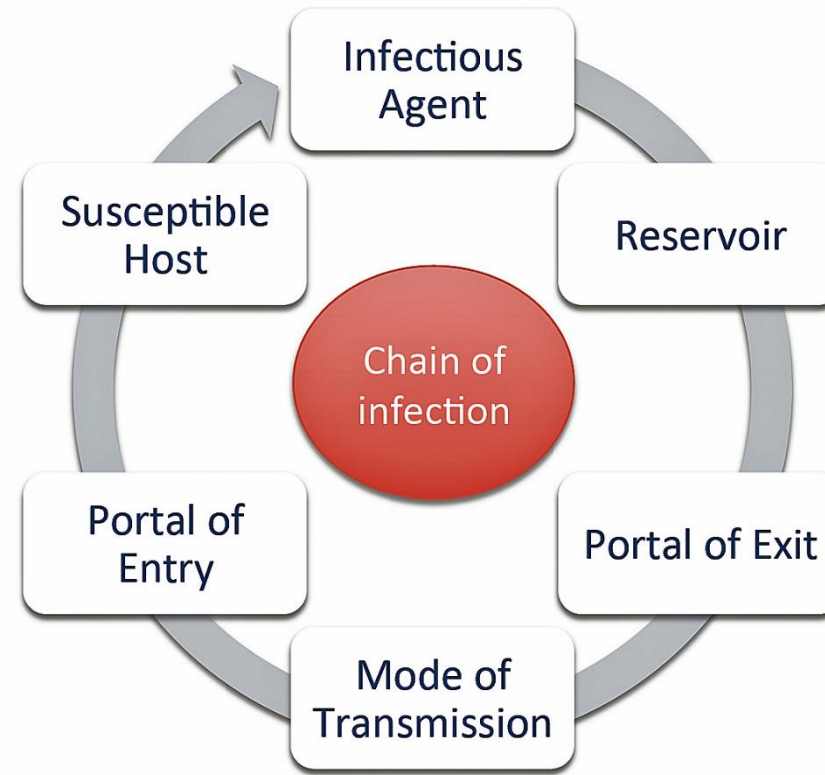 Infectious
Agent
Reservoir
Portal of Exit
Mode of
Transmission
Portal of
Entry
Susceptible
Host
Chain of
infection